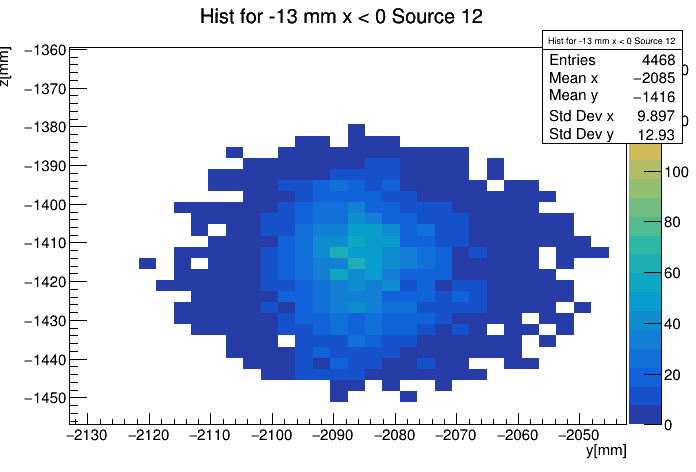 Hist for -13 mm x < 0 Source 12
z[mm]
−1360
−1370
−1380
−1390
−1400
−1410
−1420
−1430
−1440
−1450
−2130 −2120 −2110 −2100 −2090 −2080 −2070 −2060 −2050
y[mm]
Hist for -13 mm x < 0 Source 12
Entries 4468
Mean x −2085
Mean y −1416
Std Dev x 9.897
Std Dev y 12.93
0
0
100
80
60
40
20
0